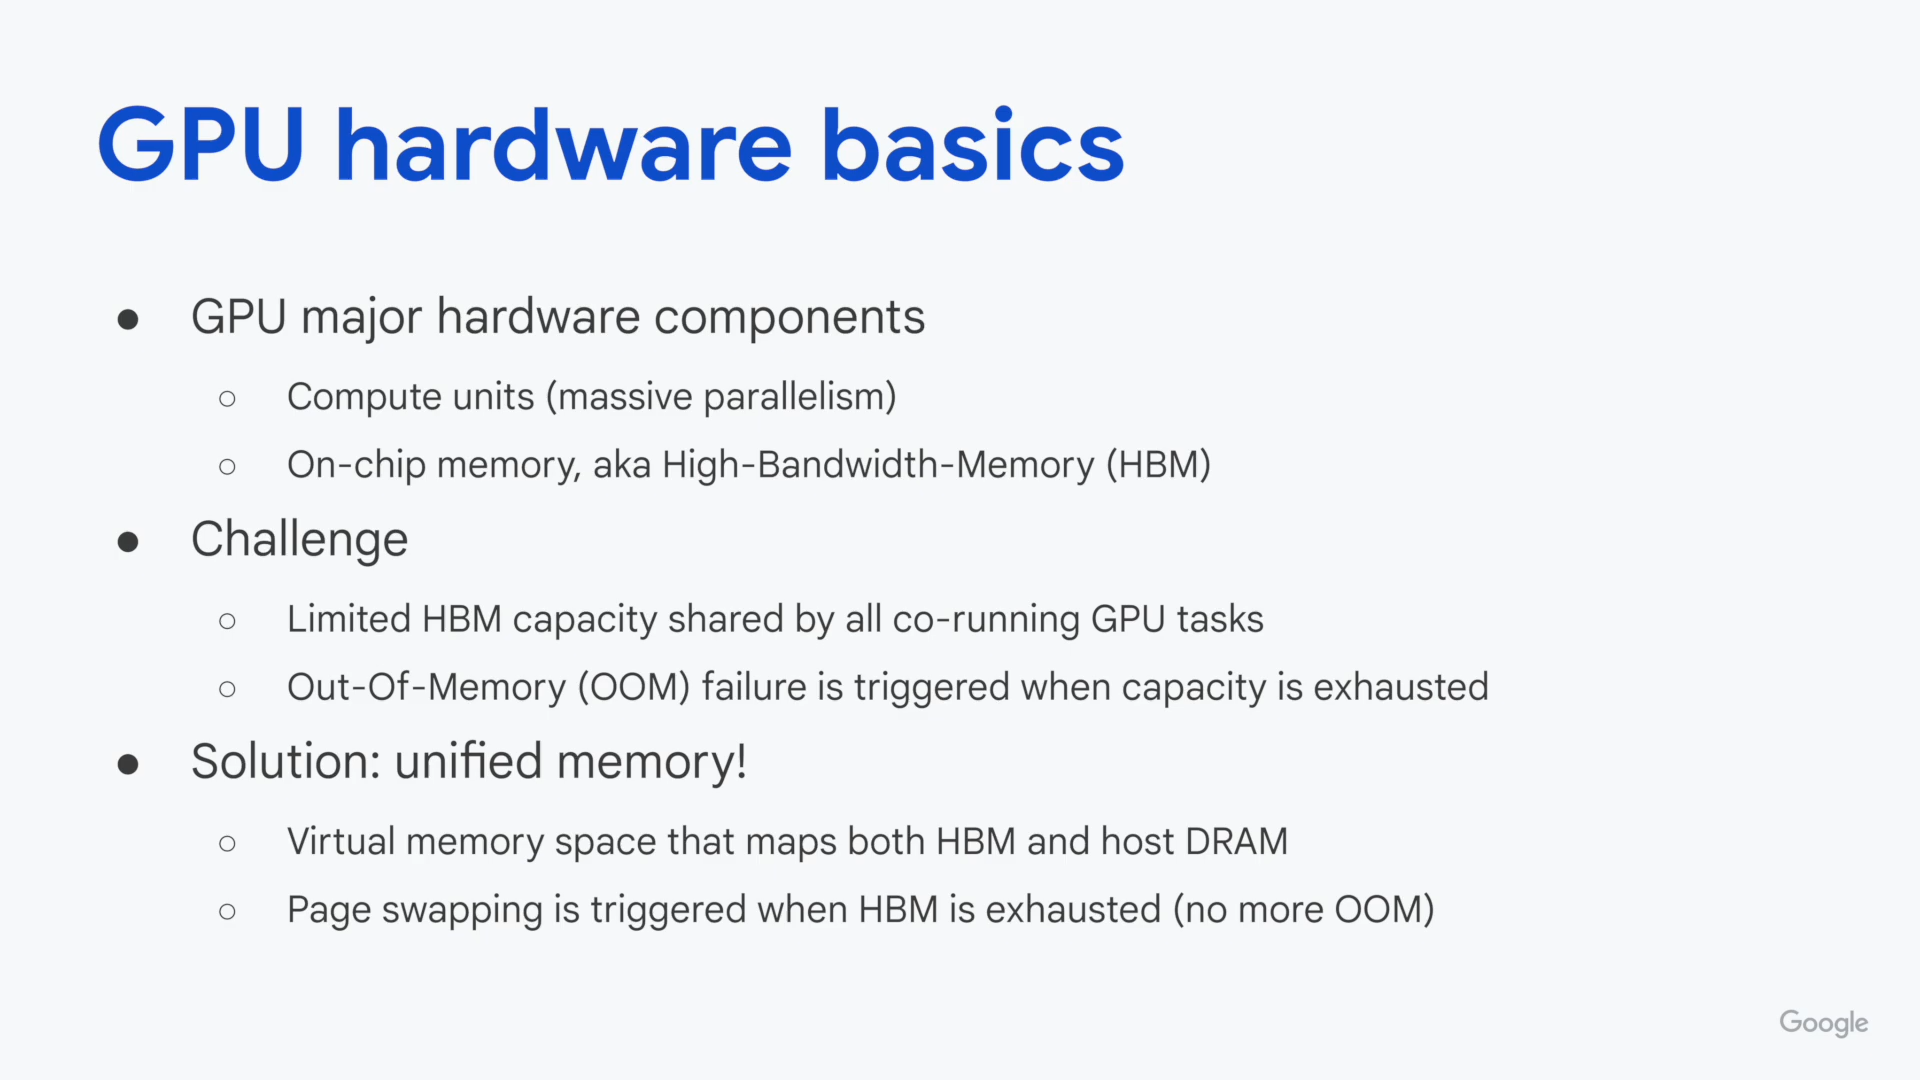 GPU hardware basics
● GPU major hardware components
○ Compute units (massive parallelism)
○ On-chip memory, aka High-Bandwidth-Memory (HBM)
● Challenge
○ Limited HBM capacity shared by all co-running GPU tasks
○ Out-Of-Memory (OOM) failure is triggered when capacity is exhausted
● Solution: unified memory!
○ Virtual memory space that maps both HBM and host DRAM
○ Page swapping is triggered when HBM is exhausted (no more OOM)
Google